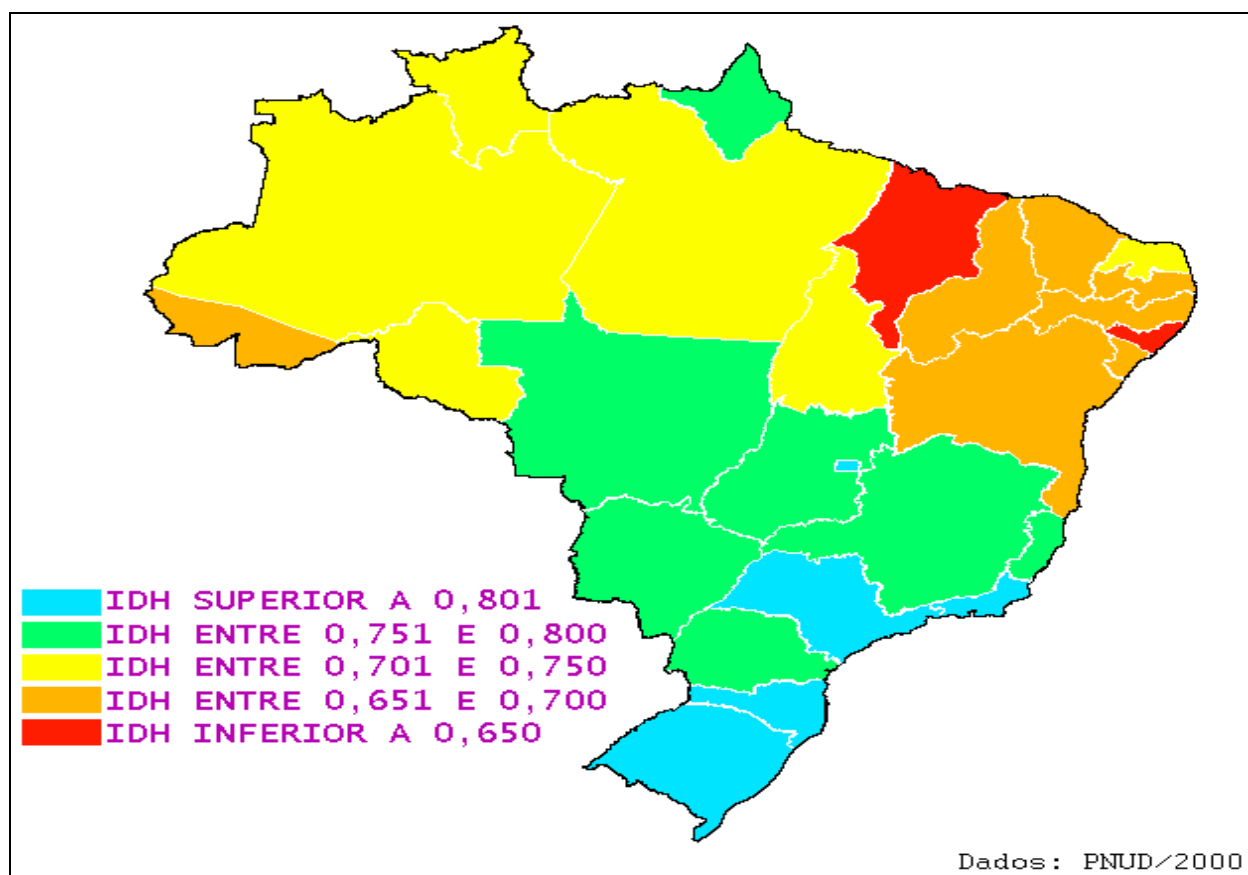 IDH SUPERIOR A 0,801
IDH ENTRE 0,751 E 0,800
IDH ENTRE 0,701 E 0,750
IDH ENTRE 0,651 E 0,700
IDH INFERIOR A 0,650
Dados: PNUD/2000